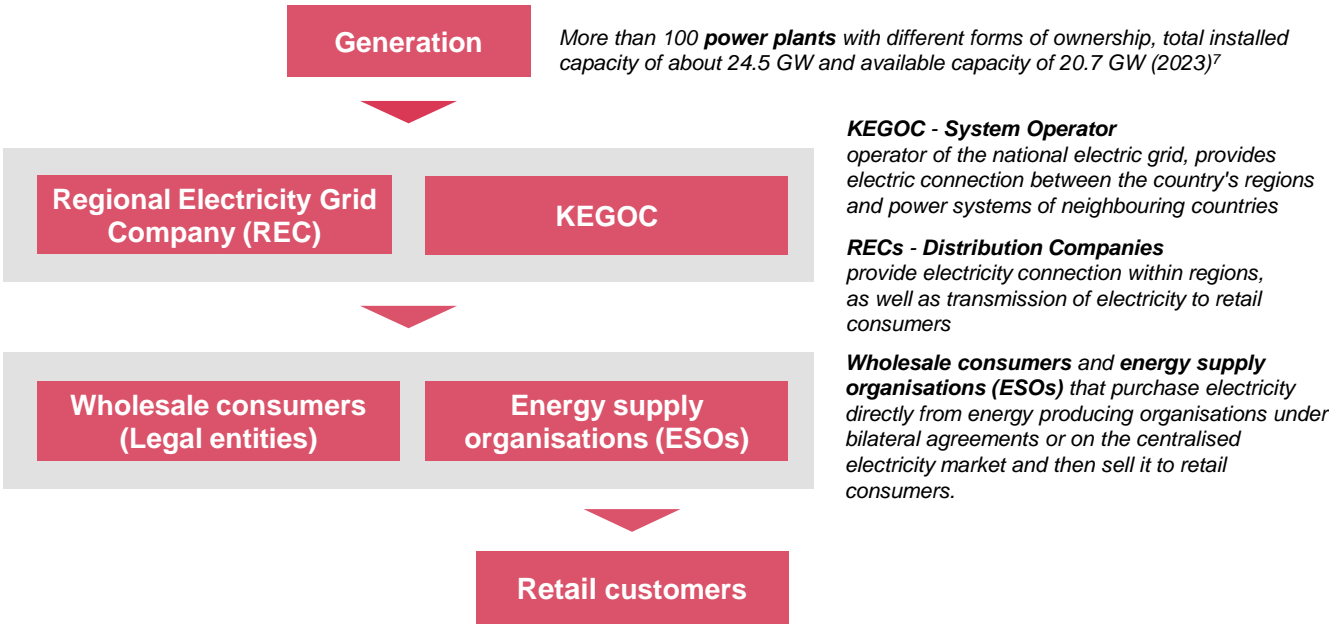 Generation
More than 100 power plants with different forms of ownership, total installed
capacity of about 24.5 GW and available capacity of 20.7 GW (2023)⁷
Regional Electricity Grid
Company (REC)
KEGOC
KEGOC - System Operator
operator of the national electric grid, provides
electric connection between the country's regions
and power systems of neighbouring countries
RECs - Distribution Companies
provide electricity connection within regions,
as well as transmission of electricity to retail
consumers
Wholesale consumers
(Legal entities)
Energy supply
organisations (ESOs)
Wholesale consumers and energy supply
organisations (ESOs) that purchase electricity
directly from energy producing organisations under
bilateral agreements or on the centralised
electricity market and then sell it to retail
consumers.
Retail customers